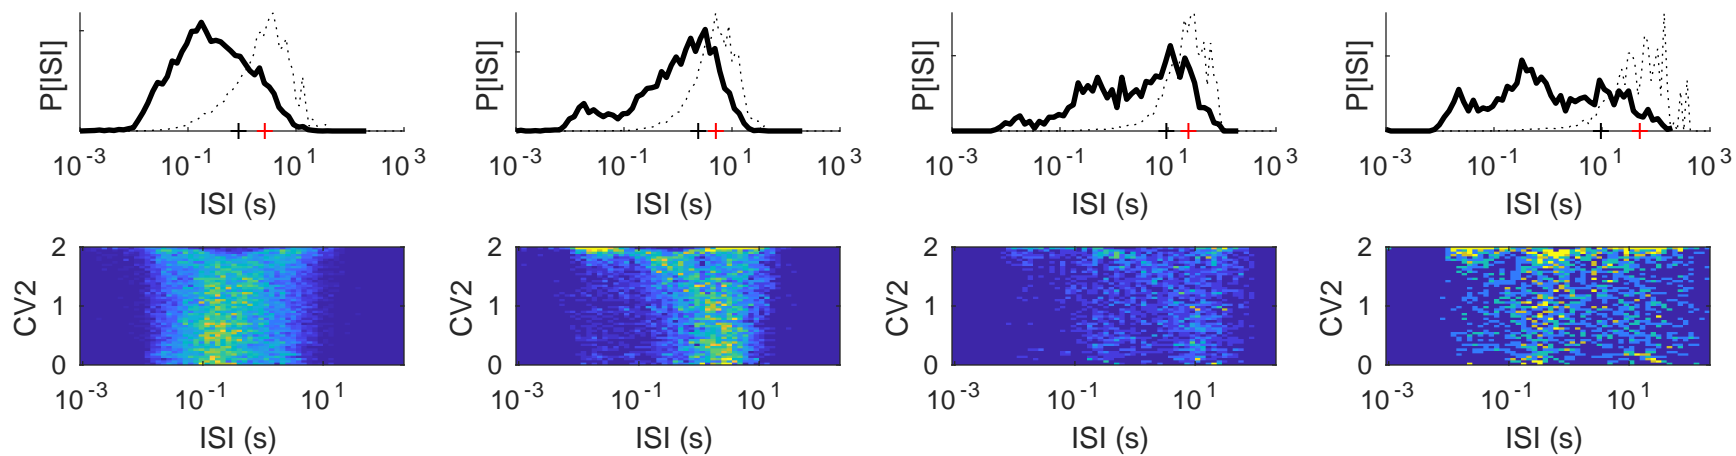 P[ISI] P[ISI] P[ISI] P[ISI]
10^-3 10^-1 10^1 10^3 10^-3 10^-1 10^1 10^-3 10^-1 10^1 10^-3 10^-1 10^1 10^3
ISI (s) ISI (s) ISI (s) ISI (s)
2 2 2 2
CV2 CV2 CV2 CV2
1 1 1 1
0 0 0 0
10^-3 10^-1 10^1 10^-3 10^-1 10^1 10^-3 10^-1 10^1 10^-3 10^-1 10^1
ISI (s) ISI (s) ISI (s) ISI (s)